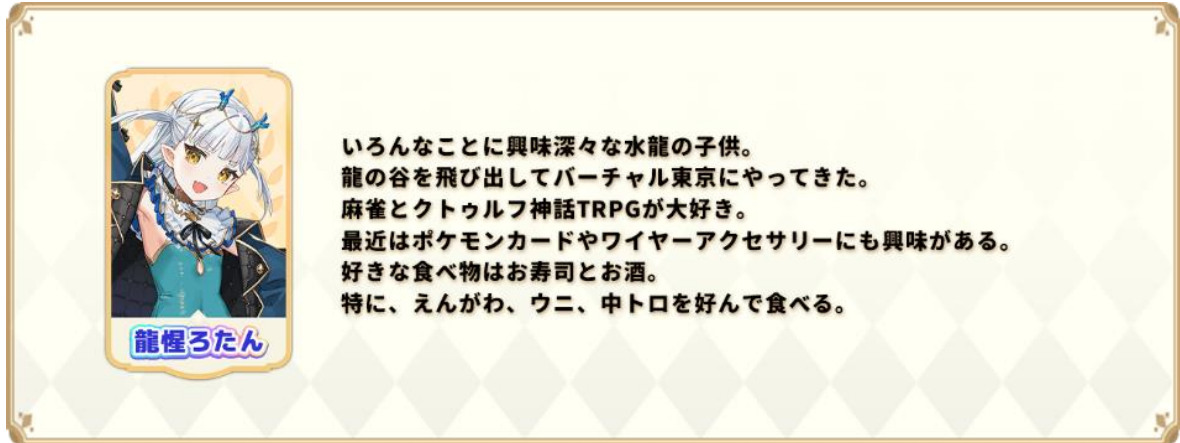 いろんなことに興味深々な水龍の子供。
龍の谷を飛び出してバーチャル東京にやってきた。
麻雀とクトゥルフ神話TRPGが大好き。
最近はポケモンカードやワイヤーアクセサリーにも興味がある。
好きな食べ物はお寿司とお酒。
特に、えんがわ、ウニ、中トロを好んで食べる。
龍惺ろたん